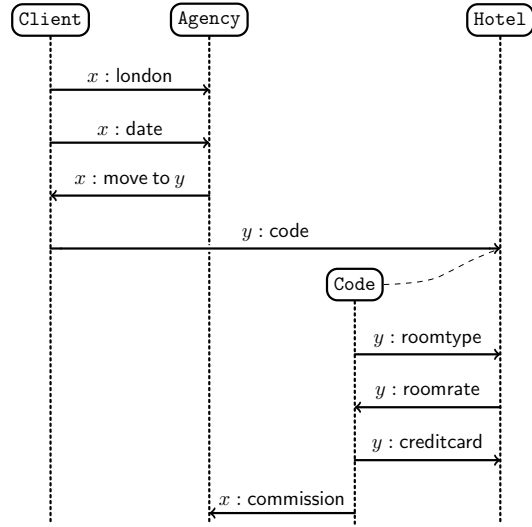 Client
Agency
Hotel
x : london
x : date
x : move to y
y : code
Code
y : roomtype
y : roomrate
y : creditcard
x : commission